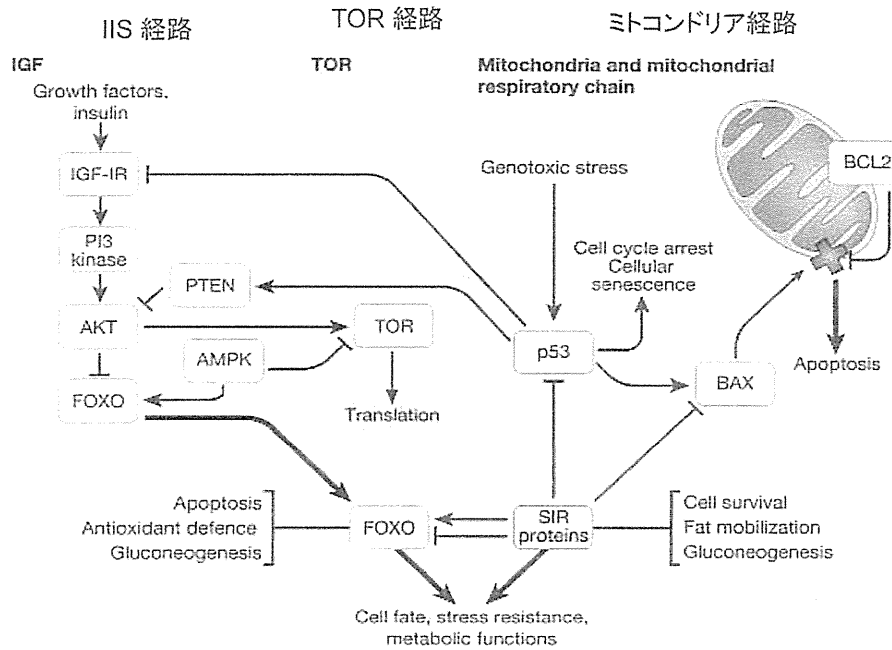 IIS 経路
TOR 経路
ミトコンドリア経路
IGF
TOR
Mitochondria and mitochondrial
respiratory chain
Growth factors,
insulin
IGF-IR
PI3
kinase
AKT
FOXO
PTEN
AMPK
TOR
Translation
Genotoxic stress
Cell cycle arrest
Cellular
senescence
p53
BCL2
BAX
Apoptosis
Apoptosis
Antioxidant defence
Gluconeogenesis
FOXO
SIR
proteins
Cell survival
Fat mobilization
Gluconeogenesis
Cell fate, stress resistance,
metabolic functions